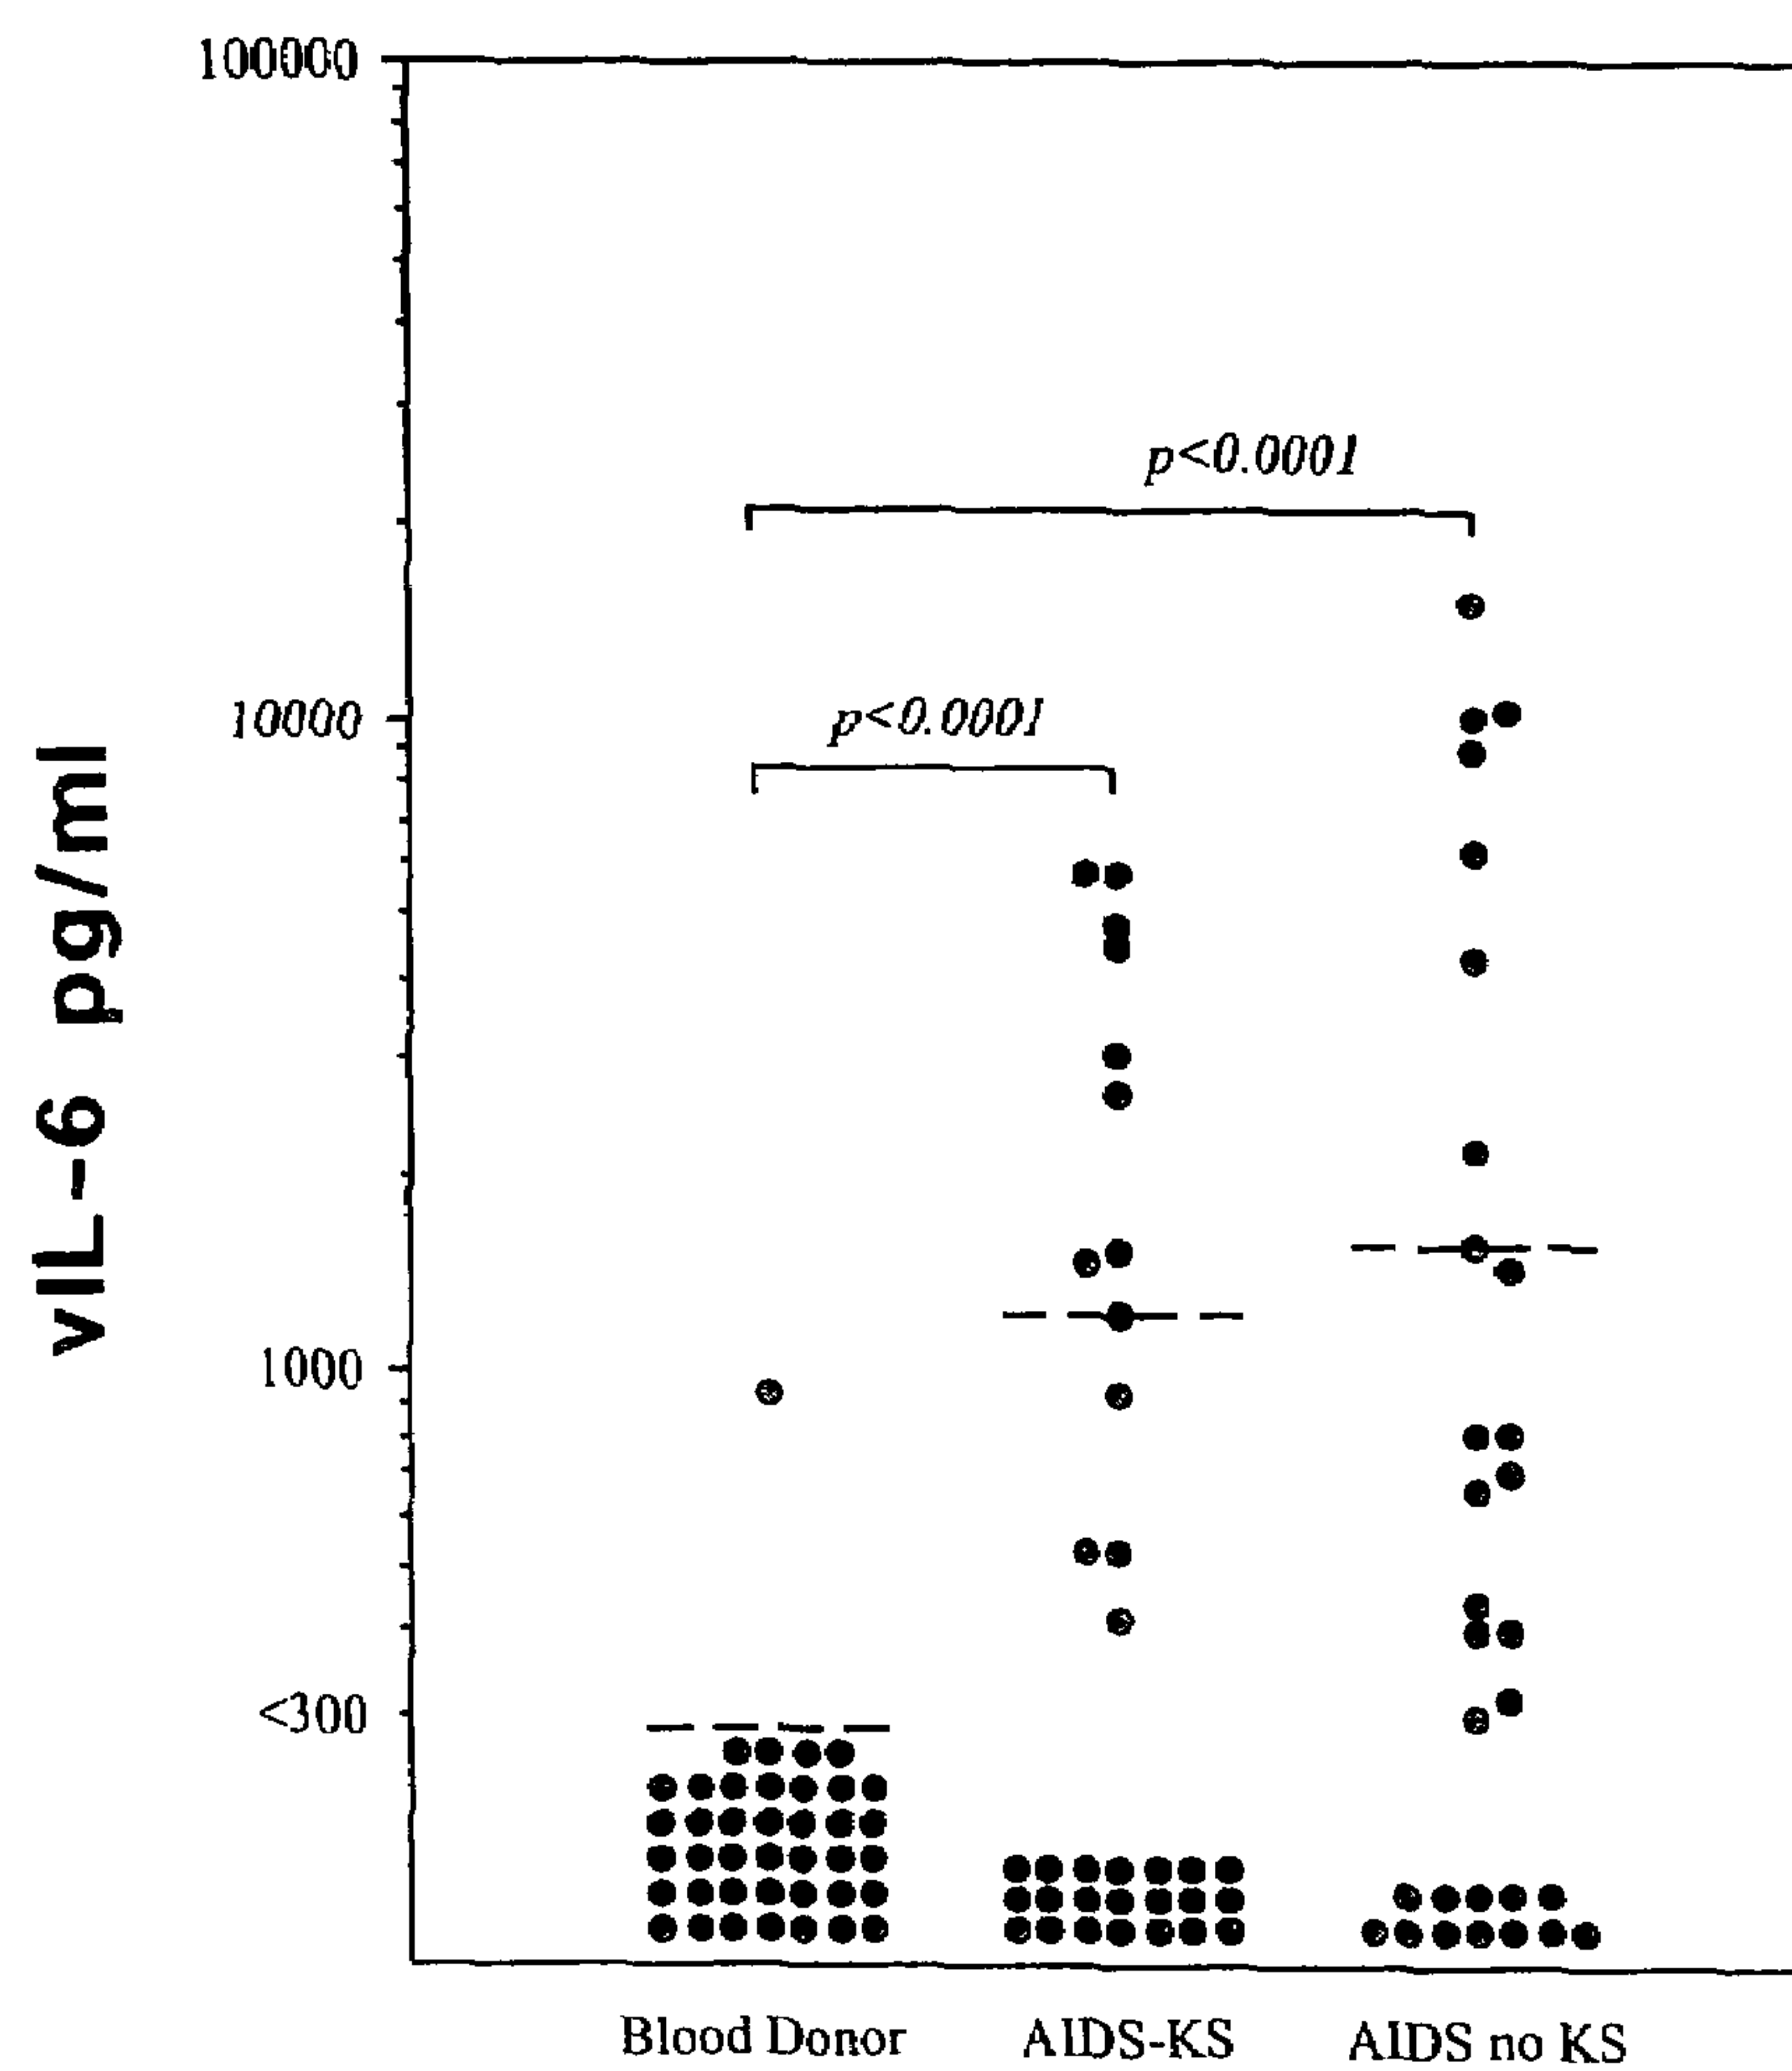 100000
p<0.0001
10000
p<0.0001
vIL-6 pg/ml
1000
<300
Blood Donor
AIDS-KS
AIDS no KS